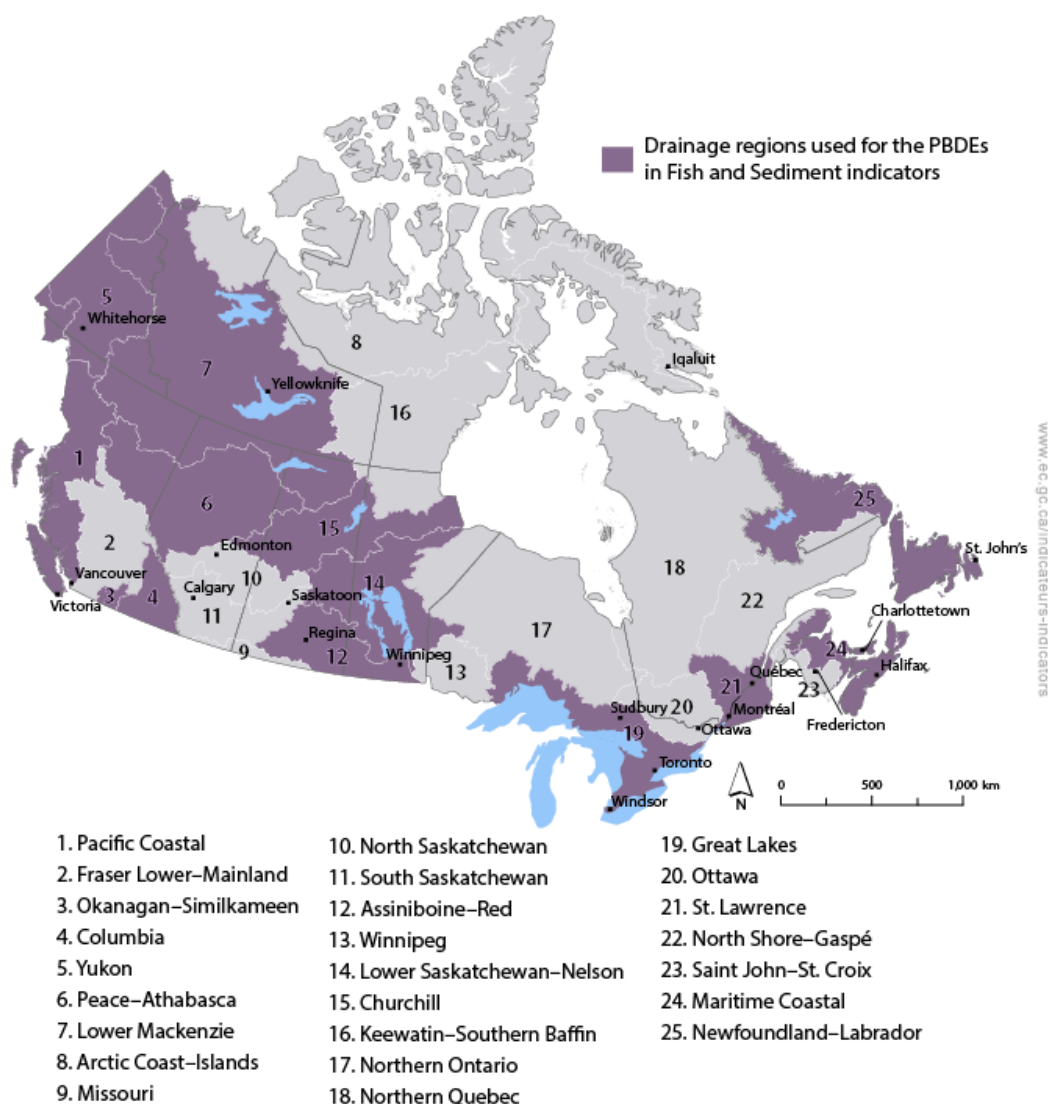 Drainage regions used for the PBDEs
in Fish and Sediment indicators
5
Whitehorse
8
Iqaluit
7
Yellowknife
16
www.ec.gc.ca/indicateurs-indicators
1
6
15
25
2
Edmonton
St. John's
Vancouver
10
14
18
Calgary
Saskatoon
22
Charlottetown
Victoria
3
4
11
Regina
17
24
9
12
Winnipeg
13
Québec
23
Halifax
21
Sudbury
20
Montréal
Fredericton
19
Ottawa
Toronto
N
0 500 1,000 km
Windsor
1. Pacific Coastal
2. Fraser Lower–Mainland
3. Okanagan–Similkameen
4. Columbia
5. Yukon
6. Peace–Athabasca
7. Lower Mackenzie
8. Arctic Coast–Islands
9. Missouri
10. North Saskatchewan
11. South Saskatchewan
12. Assiniboine–Red
13. Winnipeg
14. Lower Saskatchewan–Nelson
15. Churchill
16. Keewatin–Southern Baffin
17. Northern Ontario
18. Northern Quebec
19. Great Lakes
20. Ottawa
21. St. Lawrence
22. North Shore–Gaspé
23. Saint John–St. Croix
24. Maritime Coastal
25. Newfoundland–Labrador